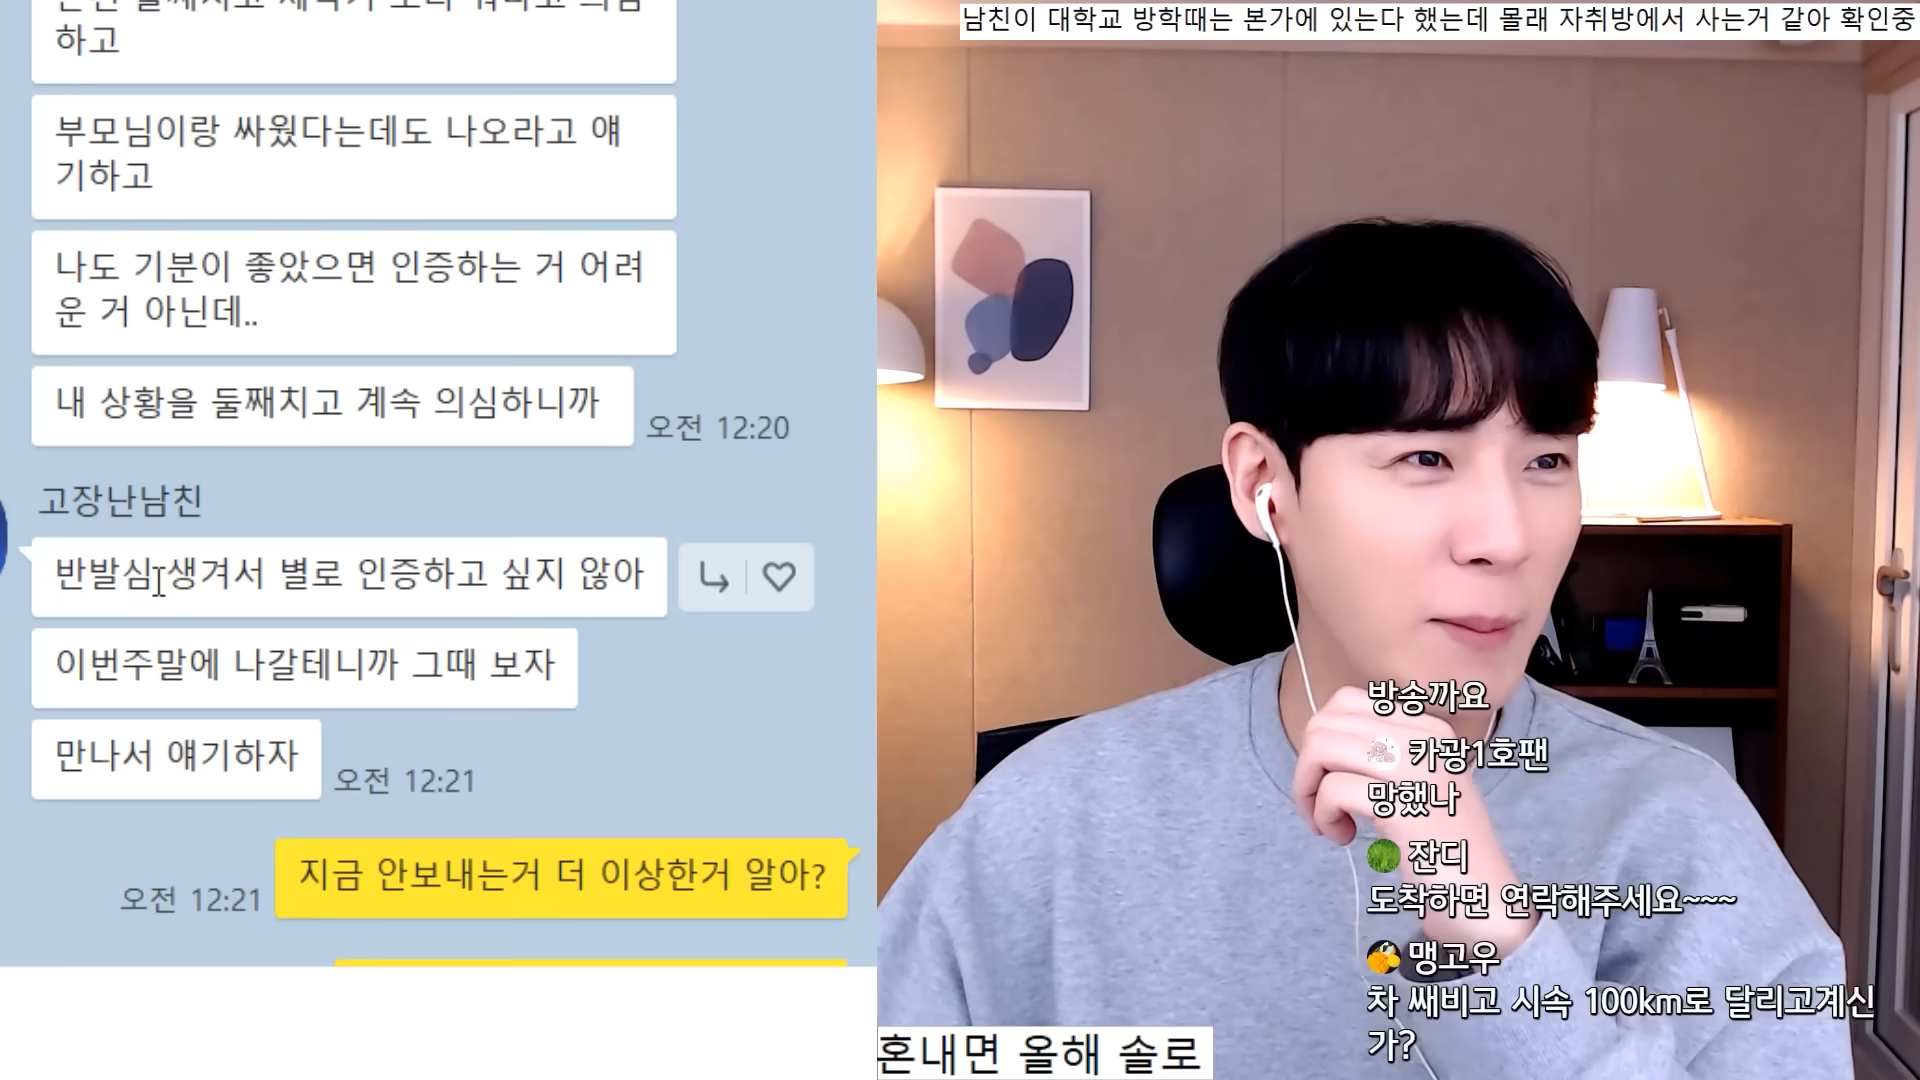 하고
부모님이랑 싸웠다는데도 나오라고 얘
기하고
나도 기분이 좋았으면 인증하는 거 어려
운 거 아닌데..
내 상황을 둘째치고 계속 의심하니까
오전 12:20
고장난남친
반발심 생겨서 별로 인증하고 싶지 않아
이번주말에 나갈테니까 그때 보자
만나서 얘기하자
오전 12:21
지금 안보내는거 더 이상한거 알아?
오전 12:21
남친이 대학교 방학때는 본가에 있는다 했는데 몰래 자취방에서 사는거 같아 확인중
방송까요
카광1호팬
망했나
잔디
도착하면 연락해주세요~~~
맹고우
차 쌔비고 시속 100km로 달리고계신
가?
혼내면 올해 솔로